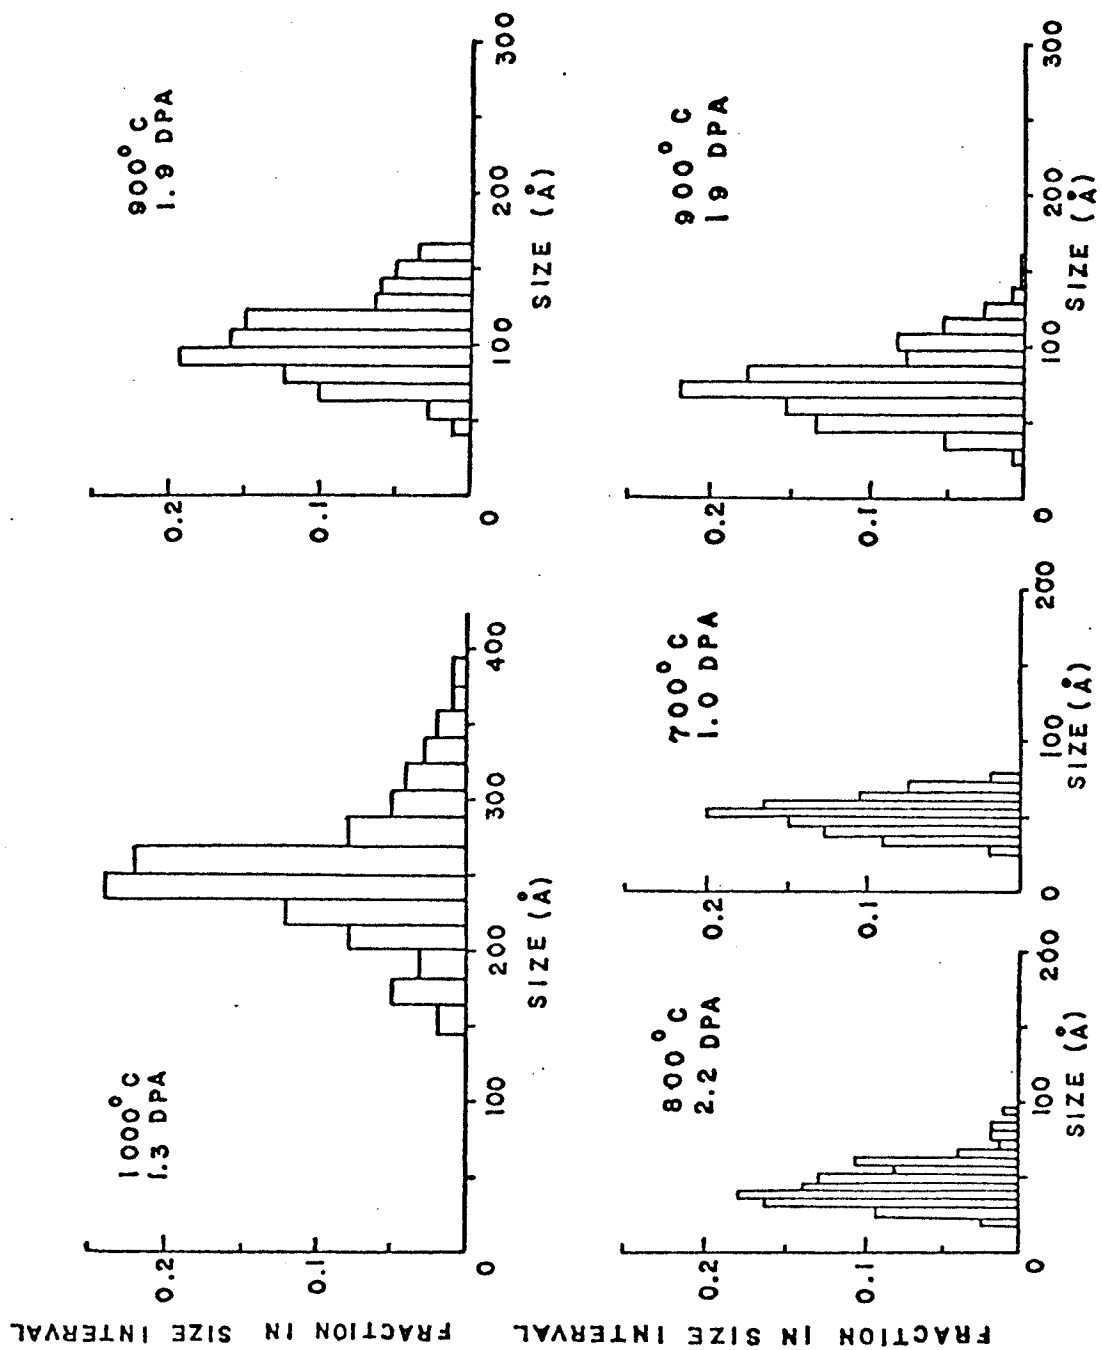 FRACTION IN SIZE INTERVAL
0.2
0.1
1000°C
1.3 DPA
0 100 200 300 400
SIZE (Å)
0.2
0.1
900°C
1.9 DPA
0 100 200 300
SIZE (Å)
FRACTION IN SIZE INTERVAL
0.2
0.1
800°C
2.2 DPA
0 100 200
SIZE (Å)
0.2
0.1
700°C
1.0 DPA
0 100 200
SIZE (Å)
0.2
0.1
900°C
19 DPA
0 100 200 300
SIZE (Å)